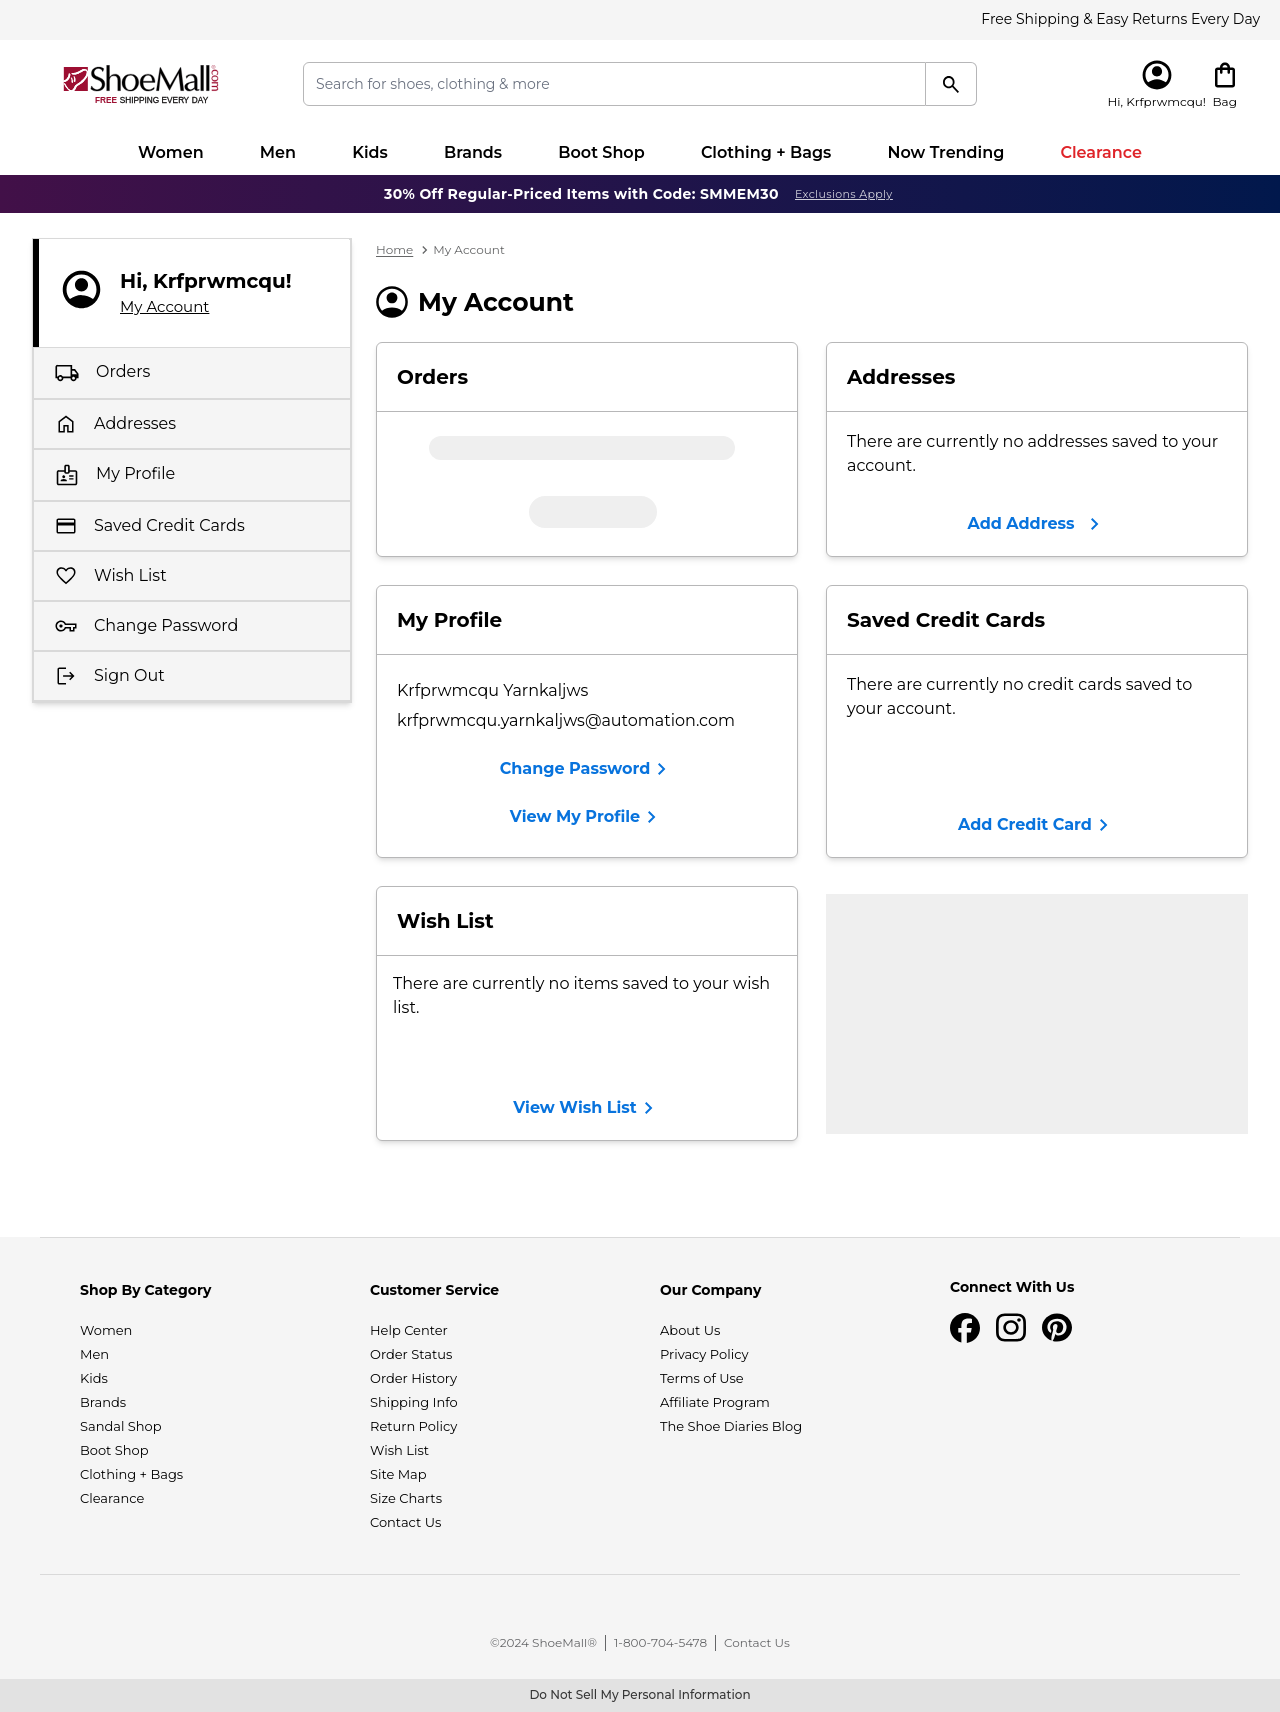 Free Shipping & Easy Returns Every Day
ShoeMall.com
FREE SHIPPING EVERY DAY
Search for shoes, clothing & more
Hi, Krfprwmcqu!
Bag
Women
Men
Kids
Brands
Boot Shop
Clothing + Bags
Now Trending
Clearance
30% Off Regular-Priced Items with Code: SMMEM30 Exclusions Apply
Hi, Krfprwmcqu!
My Account
Orders
Addresses
My Profile
Saved Credit Cards
Wish List
Change Password
Sign Out
Home > My Account
My Account
Orders
Addresses
There are currently no addresses saved to your
account.
Add Address
My Profile
Krfprwmcqu Yarnkaljws
krfprwmcqu.yarnkaljws@automation.com
Change Password
View My Profile
Saved Credit Cards
There are currently no credit cards saved to
your account.
Add Credit Card
Wish List
There are currently no items saved to your wish
list.
View Wish List
Shop By Category
Women
Men
Kids
Brands
Sandal Shop
Boot Shop
Clothing + Bags
Clearance
Customer Service
Help Center
Order Status
Order History
Shipping Info
Return Policy
Wish List
Site Map
Size Charts
Contact Us
Our Company
About Us
Privacy Policy
Terms of Use
Affiliate Program
The Shoe Diaries Blog
Connect With Us
©2024 ShoeMall® | 1-800-704-5478 | Contact Us
Do Not Sell My Personal Information